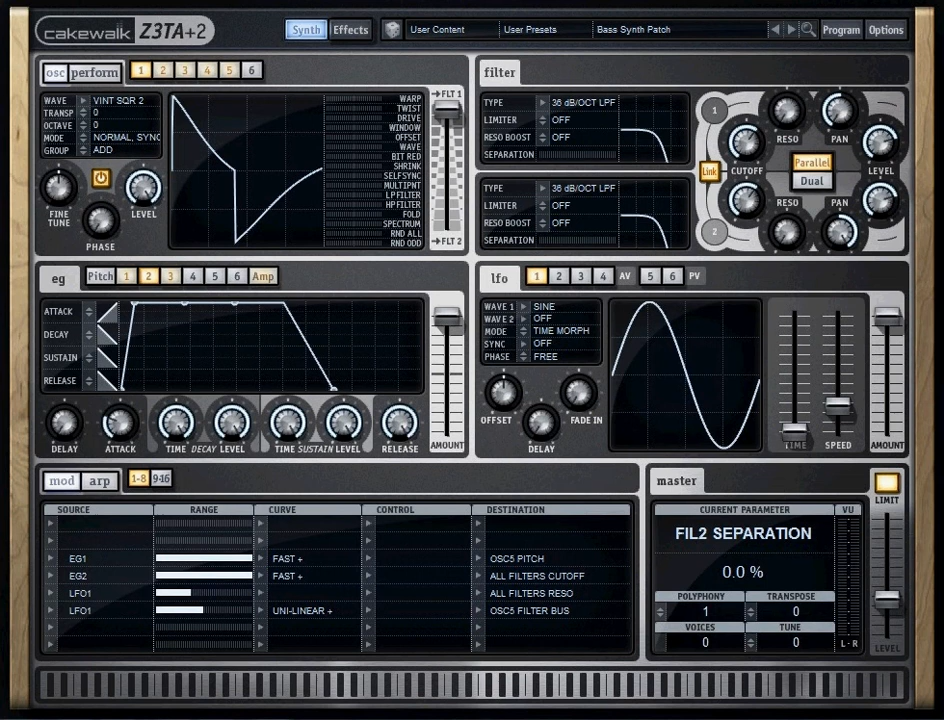 cakewalk Z3TA+2
Synth Effects User Content User Presets Bass Synth Patch Program Options
osc perform 1 2 3 4 5 6
WAVE VINT SQR 2
TRANSP 0
OCTAVE 0
MODE NORMAL, SYNC
GROUP ADD
FINE TUNE
PHASE
LEVEL
WARP
TWIST
DRIVE
WINDOW
OFFSET
WAVE
BIT RED
SHRINK
SELFSYNC
MULTIPNT
LPFILTER
HPFILTER
FOLD
SPECTRUM
RND ALL
RND ODD
→FLT 1
→FLT 2
filter
TYPE 36 dB/OCT LPF
LIMITER OFF
RESO BOOST OFF
SEPARATION
TYPE 36 dB/OCT LPF
LIMITER OFF
RESO BOOST OFF
SEPARATION
1
RESO PAN
Link CUTOFF Parallel LEVEL
Dual
RESO PAN
2
eg Pitch 1 2 3 4 5 6 Amp
ATTACK
DECAY
SUSTAIN
RELEASE
DELAY ATTACK TIME DECAY LEVEL TIME SUSTAIN LEVEL RELEASE AMOUNT
lfo 1 2 3 4 AV 5 6 PV
WAVE 1 SINE
WAVE 2 OFF
MODE TIME MORPH
SYNC OFF
PHASE FREE
OFFSET FADE IN
DELAY
TIME SPEED AMOUNT
mod arp 1-8 9-16
SOURCE RANGE CURVE CONTROL DESTINATION
EG1 FAST + OSC5 PITCH
EG2 FAST + ALL FILTERS CUTOFF
LFO1 ALL FILTERS RESO
LFO1 UNI-LINEAR + OSC5 FILTER BUS
master
CURRENT PARAMETER VU
FIL2 SEPARATION
0.0 %
POLYPHONY TRANSPOSE
1 0
VOICES TUNE
0 0
L - R
LIMIT
LEVEL